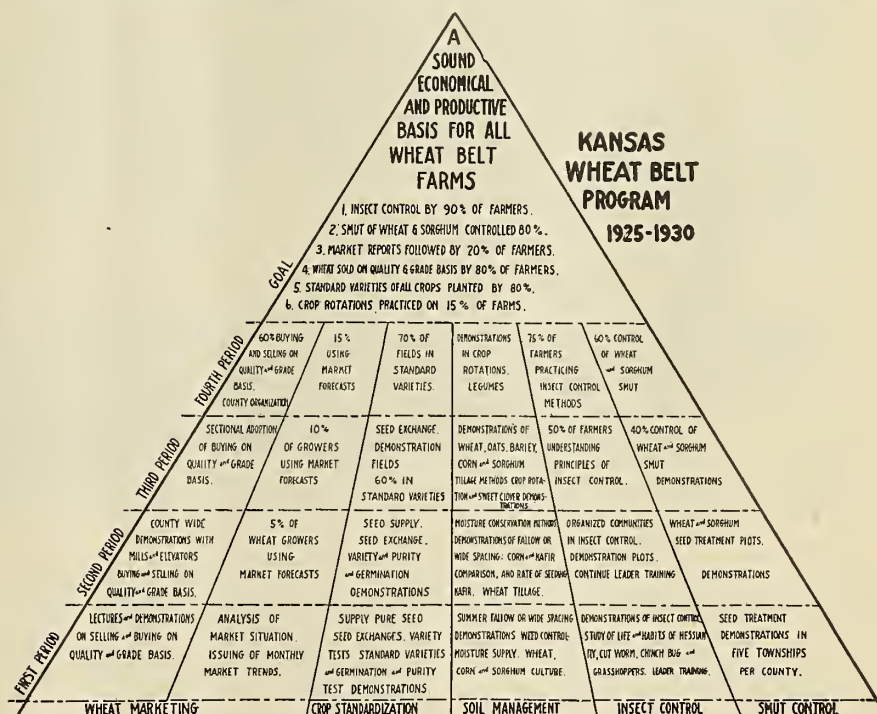 A
SOUND
ECONOMICAL
AND PRODUCTIVE
BASIS FOR ALL
WHEAT BELT
FARMS
KANSAS
WHEAT BELT
PROGRAM
1925-1930
GOAL
1. INSECT CONTROL BY 90% OF FARMERS.
2. SMUT OF WHEAT & SORGHUM CONTROLLED 80%.
3. MARKET REPORTS FOLLOWED BY 20% OF FARMERS.
4. WHEAT SOLD ON QUALITY & GRADE BASIS BY 80% OF FARMERS.
5. STANDARD VARIETIES OF ALL CROPS PLANTED BY 80%.
6. CROP ROTATIONS PRACTICED ON 15% OF FARMS.
FOURTH PERIOD
60% BUYING
AND SELLING ON
QUALITY and GRADE
BASIS.
COUNTY ORGANIZATION
15%
USING
MARKET
FORECASTS
70% OF
FIELDS IN
STANDARD
VARIETIES.
DEMONSTRATIONS
IN CROP
ROTATIONS.
LEGUMES
75% OF
FARMERS
PRACTICING
INSECT CONTROL
METHODS
60% CONTROL
OF WHEAT
and SORGHUM
SMUT
THIRD PERIOD
SECTIONAL ADOPTION
OF BUYING ON
QUALITY and GRADE
BASIS.
10%
OF GROWERS
USING MARKET
FORECASTS
SEED EXCHANGE.
DEMONSTRATION
FIELDS
60% IN
STANDARD VARIETIES
DEMONSTRATION'S OF
WHEAT, OATS, BARLEY,
CORN and SORGHUM
TILLAGE METHODS CROP ROTA-
TION and SWEET CLOVER DEMONS-
TRATIONS
50% OF FARMERS
UNDERSTANDING
PRINCIPLES OF
INSECT CONTROL.
40% CONTROL OF
WHEAT and SORGHUM
SMUT
DEMONSTRATIONS
SECOND PERIOD
COUNTY WIDE
DEMONSTRATIONS WITH
MILLS and ELEVATORS
BUYING and SELLING ON
QUALITY and GRADE BASIS.
5% OF
WHEAT GROWERS
USING
MARKET FORECASTS
SEED SUPPLY.
SEED EXCHANGE.
VARIETY and PURITY
and GERMINATION
DEMONSTRATIONS
MOISTURE CONSERVATION METHODS
DEMONSTRATIONS OF FALLOW OR
WIDE SPACING: CORN and KAFIR
COMPARISON, AND RATE OF SEEDING
KAFIR. WHEAT TILLAGE.
ORGANIZED COMMUNITIES
IN INSECT CONTROL.
DEMONSTRATION PLOTS.
CONTINUE LEADER TRAINING
WHEAT and SORGHUM
SEED TREATMENT PLOTS.
DEMONSTRATIONS
FIRST PERIOD
LECTURES and DEMONSTRATIONS
ON SELLING and BUYING ON
QUALITY and GRADE BASIS.
ANALYSIS OF
MARKET SITUATION.
ISSUING OF MONTHLY
MARKET TRENDS.
SUPPLY PURE SEED
SEED EXCHANGES. VARIETY
TESTS STANDARD VARIETIES
and GERMINATION and PURITY
TEST DEMONSTRATIONS.
SUMMER FALLOW OR WIDE SPACING
DEMONSTRATIONS WEED CONTROL
MOISTURE SUPPLY. WHEAT,
CORN and SORGHUM CULTURE.
DEMONSTRATIONS OF INSECT CONTROL
STUDY OF LIFE and HABITS OF HESSIAN
FLY, CUT WORM, CHINCH BUG and
GRASSHOPPERS. LEADER TRAINING.
SEED TREATMENT
DEMONSTRATIONS IN
FIVE TOWNSHIPS
PER COUNTY.
WHEAT MARKETING
CROP STANDARDIZATION
SOIL MANAGEMENT
INSECT CONTROL
SMUT CONTROL